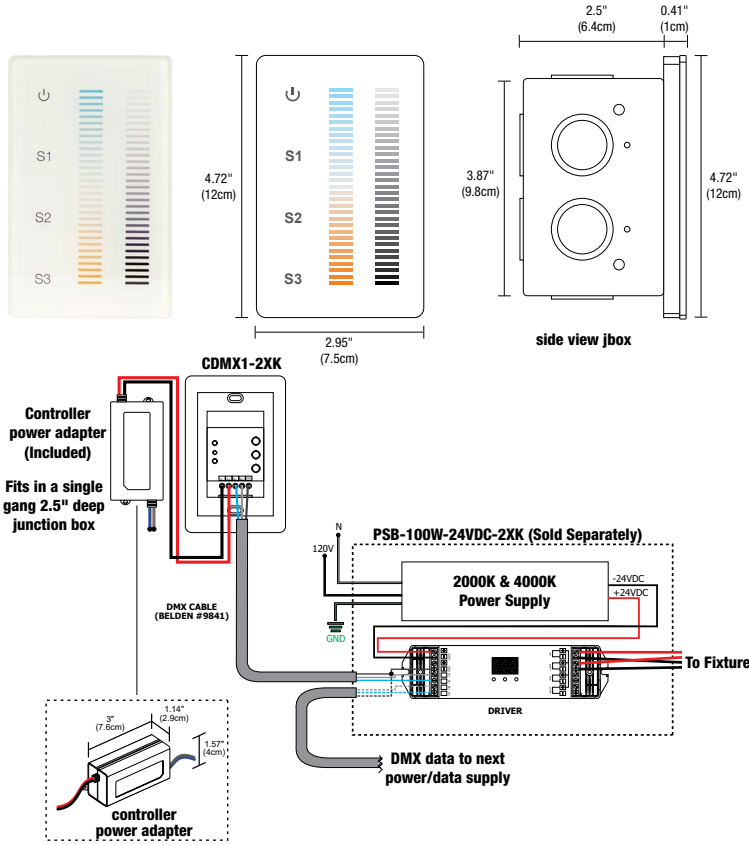 2.5"
(6.4cm)
0.41"
(1cm)
S1
S2
S3
4.72"
(12cm)
S1
S2
S3
2.95"
(7.5cm)
3.87"
(9.8cm)
4.72"
(12cm)
side view jbox
CDMX1-2XK
Controller
power adapter
(Included)
Fits in a single
gang 2.5" deep
junction box
DMX CABLE
(BELDEN #9841)
PSB-100W-24VDC-2XK (Sold Separately)
N
120V
GND
2000K & 4000K
Power Supply
-24VDC
+24VDC
To Fixture
DRIVER
DMX data to next
power/data supply
3"
(7.6cm)
1.14"
(2.9cm)
1.57"
(4cm)
controller
power adapter